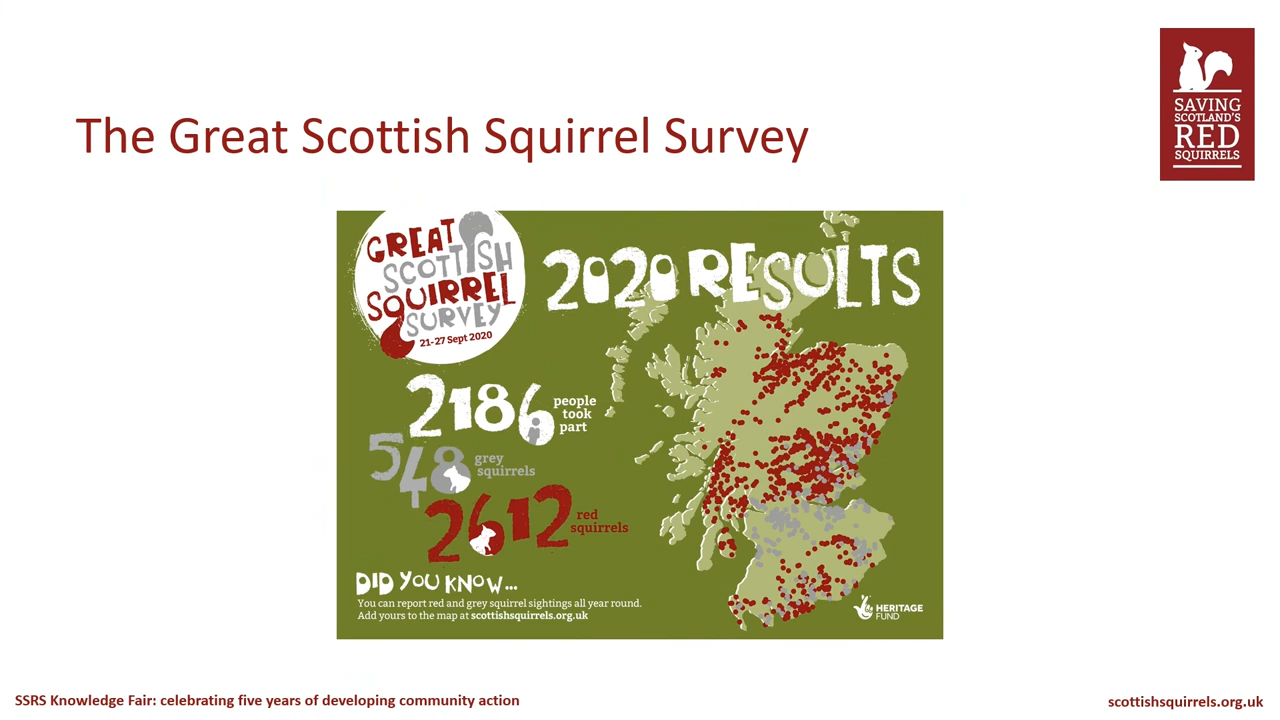 The Great Scottish Squirrel Survey
SAVING
SCOTLAND'S
RED
SQUIRRELS
GREAT
SCOTTISH
SQUIRREL
SURVEY
21-27 Sept 2020
2020 RESULTS
2186 people took part
548 grey squirrels
2612 red squirrels
DID YOU KNOW...
You can report red and grey squirrel sightings all year round.
Add yours to the map at scottishsquirrels.org.uk
HERITAGE
FUND
SSRS Knowledge Fair: celebrating five years of developing community action
scottishsquirrels.org.uk